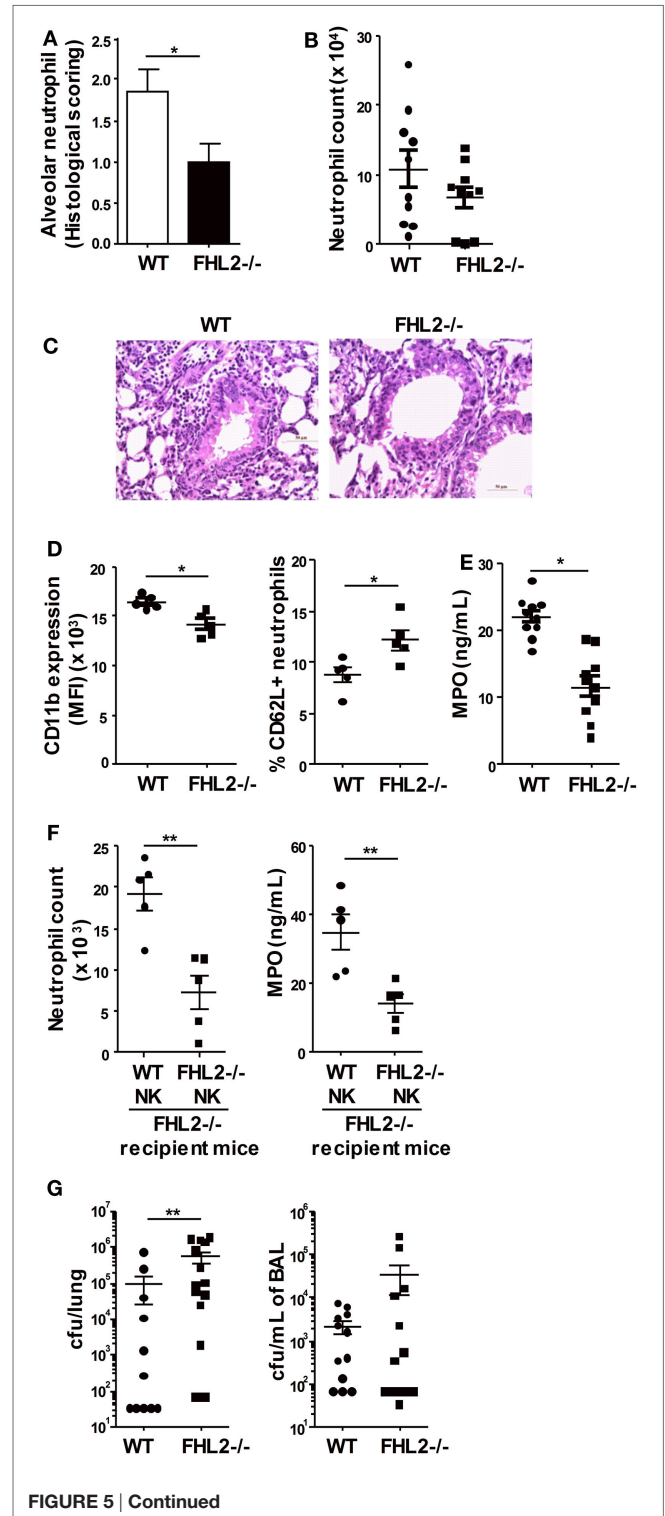 A
Alveolar neutrophil
(Histological scoring)
2.5
2.0
1.5
1.0
0.5
0.0
*
WT FHL2-/-
B
Neutrophil count (x 10⁴)
30
20
10
0
WT FHL2-/-
C
WT FHL2-/-
50 µm
50 µm
D
CD11b expression
(MFI) (x 10³)
20
15
10
5
0
*
WT FHL2-/-
% CD62L+ neutrophils
20
15
10
5
0
*
WT FHL2-/-
E
MPO (ng/mL)
30
20
10
0
*
WT FHL2-/-
F
Neutrophil count
(x 10³)
25
20
15
10
5
0
**
WT FHL2-/-
NK NK
FHL2-/-
recipient mice
MPO (ng/mL)
60
40
20
0
**
WT FHL2-/-
NK NK
FHL2-/-
recipient mice
G
cfu/lung
10⁷
10⁶
10⁵
10⁴
10³
10²
10¹
**
WT FHL2-/-
cfu/mL of BAL
10⁶
10⁵
10⁴
10³
10²
10¹
WT FHL2-/-
FIGURE 5 | Continued